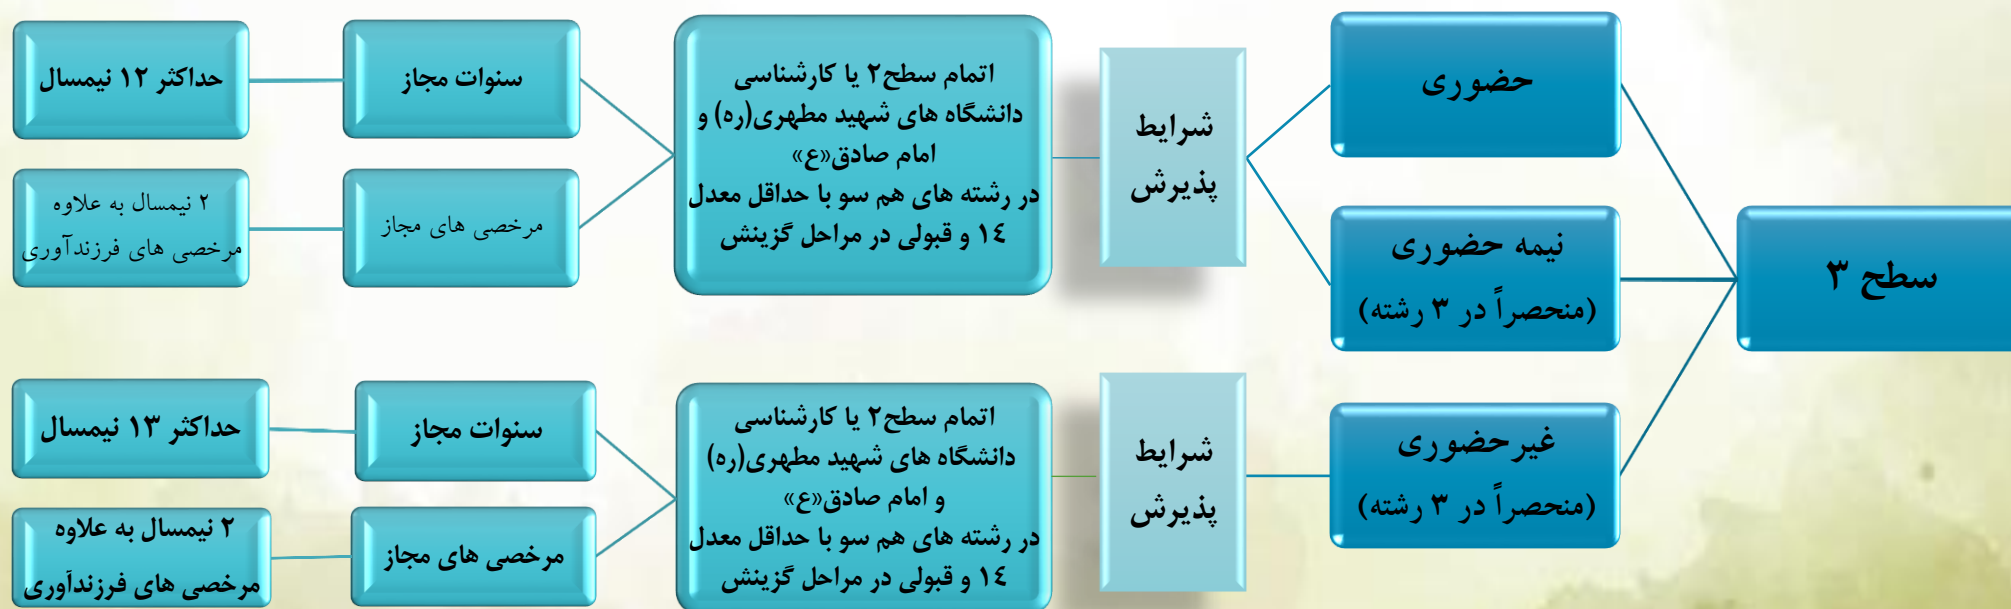 سطح ۳
حضوری
نیمه حضوری
(منحصراً در ۳ رشته)
شرایط
پذیرش
اتمام سطح۲ یا کارشناسی
دانشگاه های شهید مطهری(ره) و
امام صادق«ع»
در رشته های هم سو با حداقل معدل
۱٤ و قبولی در مراحل گزینش
سنوات مجاز
حداکثر ۱۲ نیمسال
مرخصی های مجاز
۲ نیمسال به علاوه
مرخصی های فرزندآوری
غیرحضوری
(منحصراً در ۳ رشته)
شرایط
پذیرش
اتمام سطح۲ یا کارشناسی
دانشگاه های شهید مطهری(ره)
و امام صادق«ع»
در رشته های هم سو با حداقل معدل
۱٤ و قبولی در مراحل گزینش
سنوات مجاز
حداکثر ۱۳ نیمسال
مرخصی های مجاز
۲ نیمسال به علاوه
مرخصی های فرزندآوری